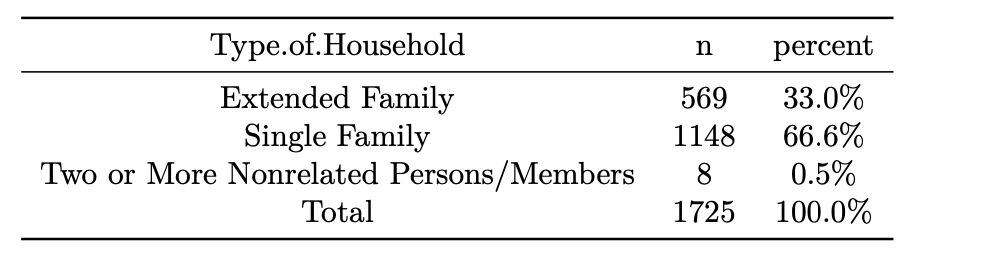 Type.of.Household n percent
Extended Family 569 33.0%
Single Family 1148 66.6%
Two or More Nonrelated Persons/Members 8 0.5%
Total 1725 100.0%